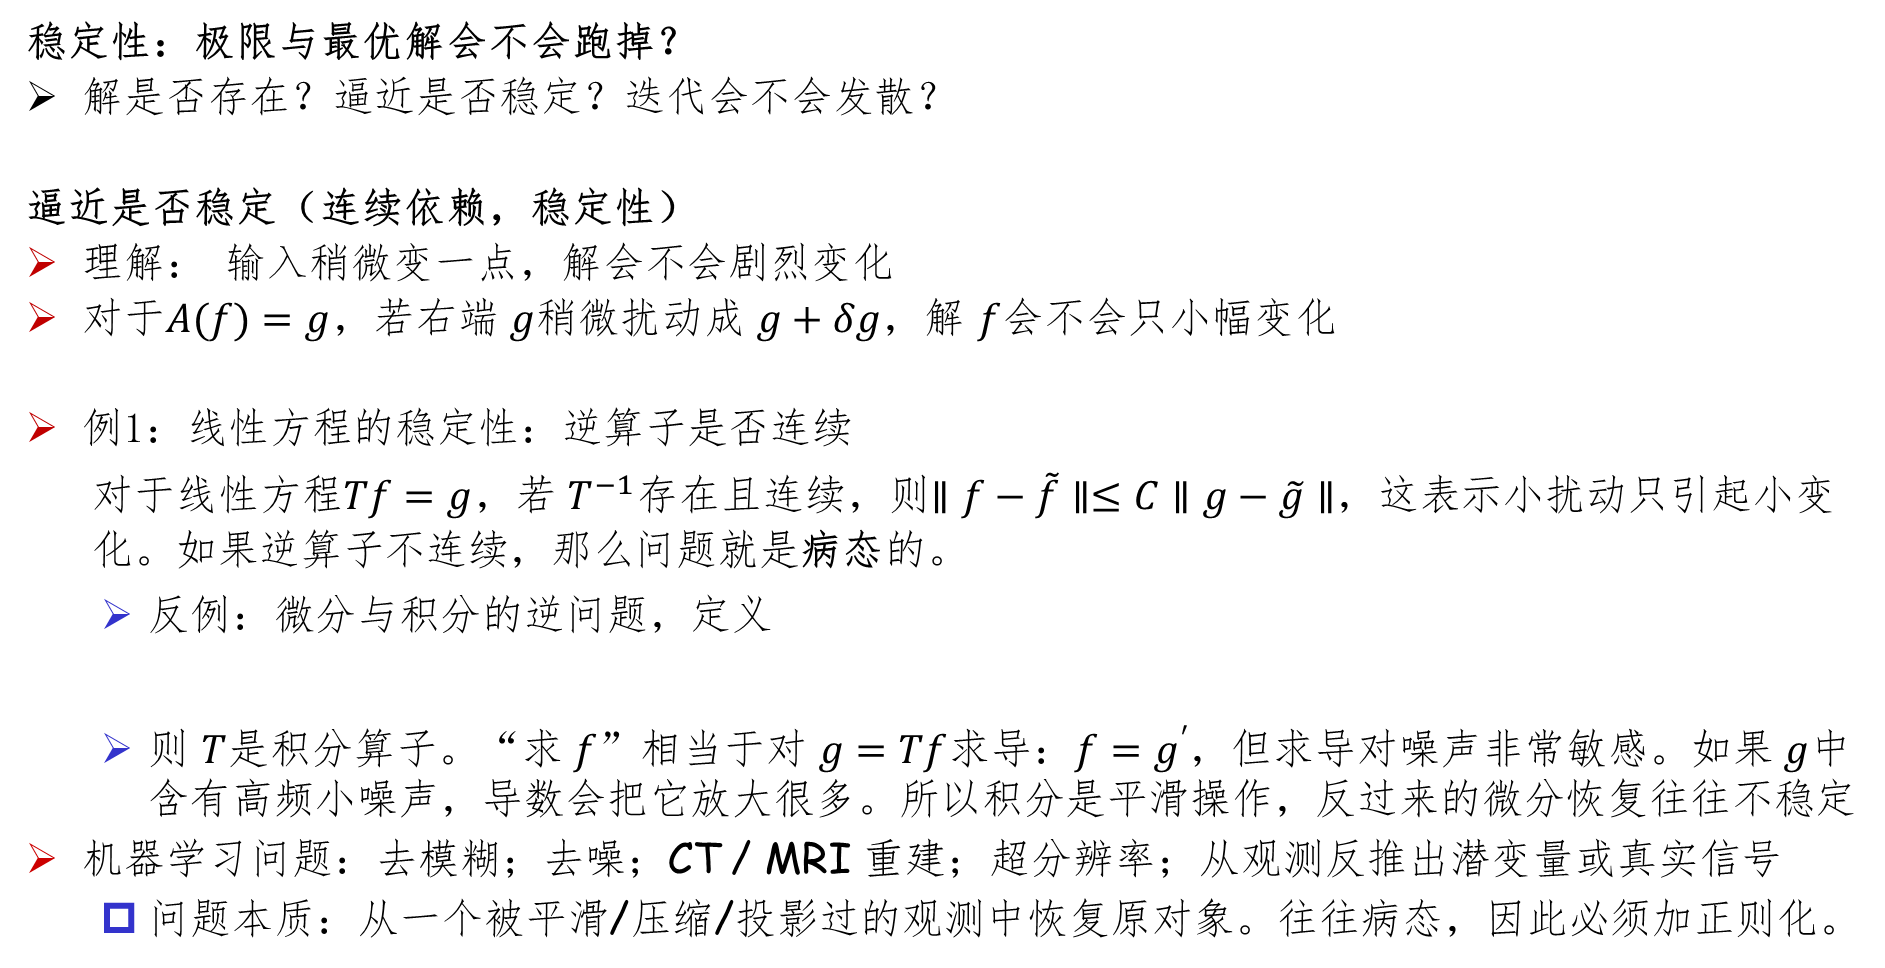 稳定性：极限与最优解会不会跑掉？
➢ 解是否存在？逼近是否稳定？迭代会不会发散？
逼近是否稳定（连续依赖，稳定性）
➢ 理解： 输入稍微变一点，解会不会剧烈变化
➢ 对于A(f) = g，若右端 g稍微扰动成 g + δg，解 f会不会只小幅变化
➢ 例1：线性方程的稳定性：逆算子是否连续
对于线性方程Tf = g，若 T⁻¹存在且连续，则∥ f − f̃ ∥≤ C ∥ g − g̃ ∥，这表示小扰动只引起小变
化。如果逆算子不连续，那么问题就是病态的。
➢ 反例：微分与积分的逆问题，定义
➢ 则 T是积分算子。“求 f”相当于对 g = Tf求导：f = g′，但求导对噪声非常敏感。如果 g中
含有高频小噪声，导数会把它放大很多。所以积分是平滑操作，反过来的微分恢复往往不稳定
➢ 机器学习问题：去模糊；去噪；CT / MRI 重建；超分辨率；从观测反推出潜变量或真实信号
问题本质：从一个被平滑/压缩/投影过的观测中恢复原对象。往往病态，因此必须加正则化。